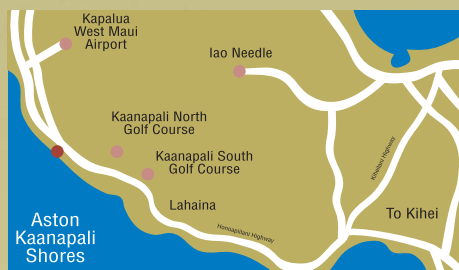 Kapalua
West Maui
Airport
Iao Needle
Kaanapali North
Golf Course
Kaanapali South
Golf Course
Kihelani Highway
Lahaina
Honoapiilani Highway
To Kihei
Aston
Kaanapali
Shores